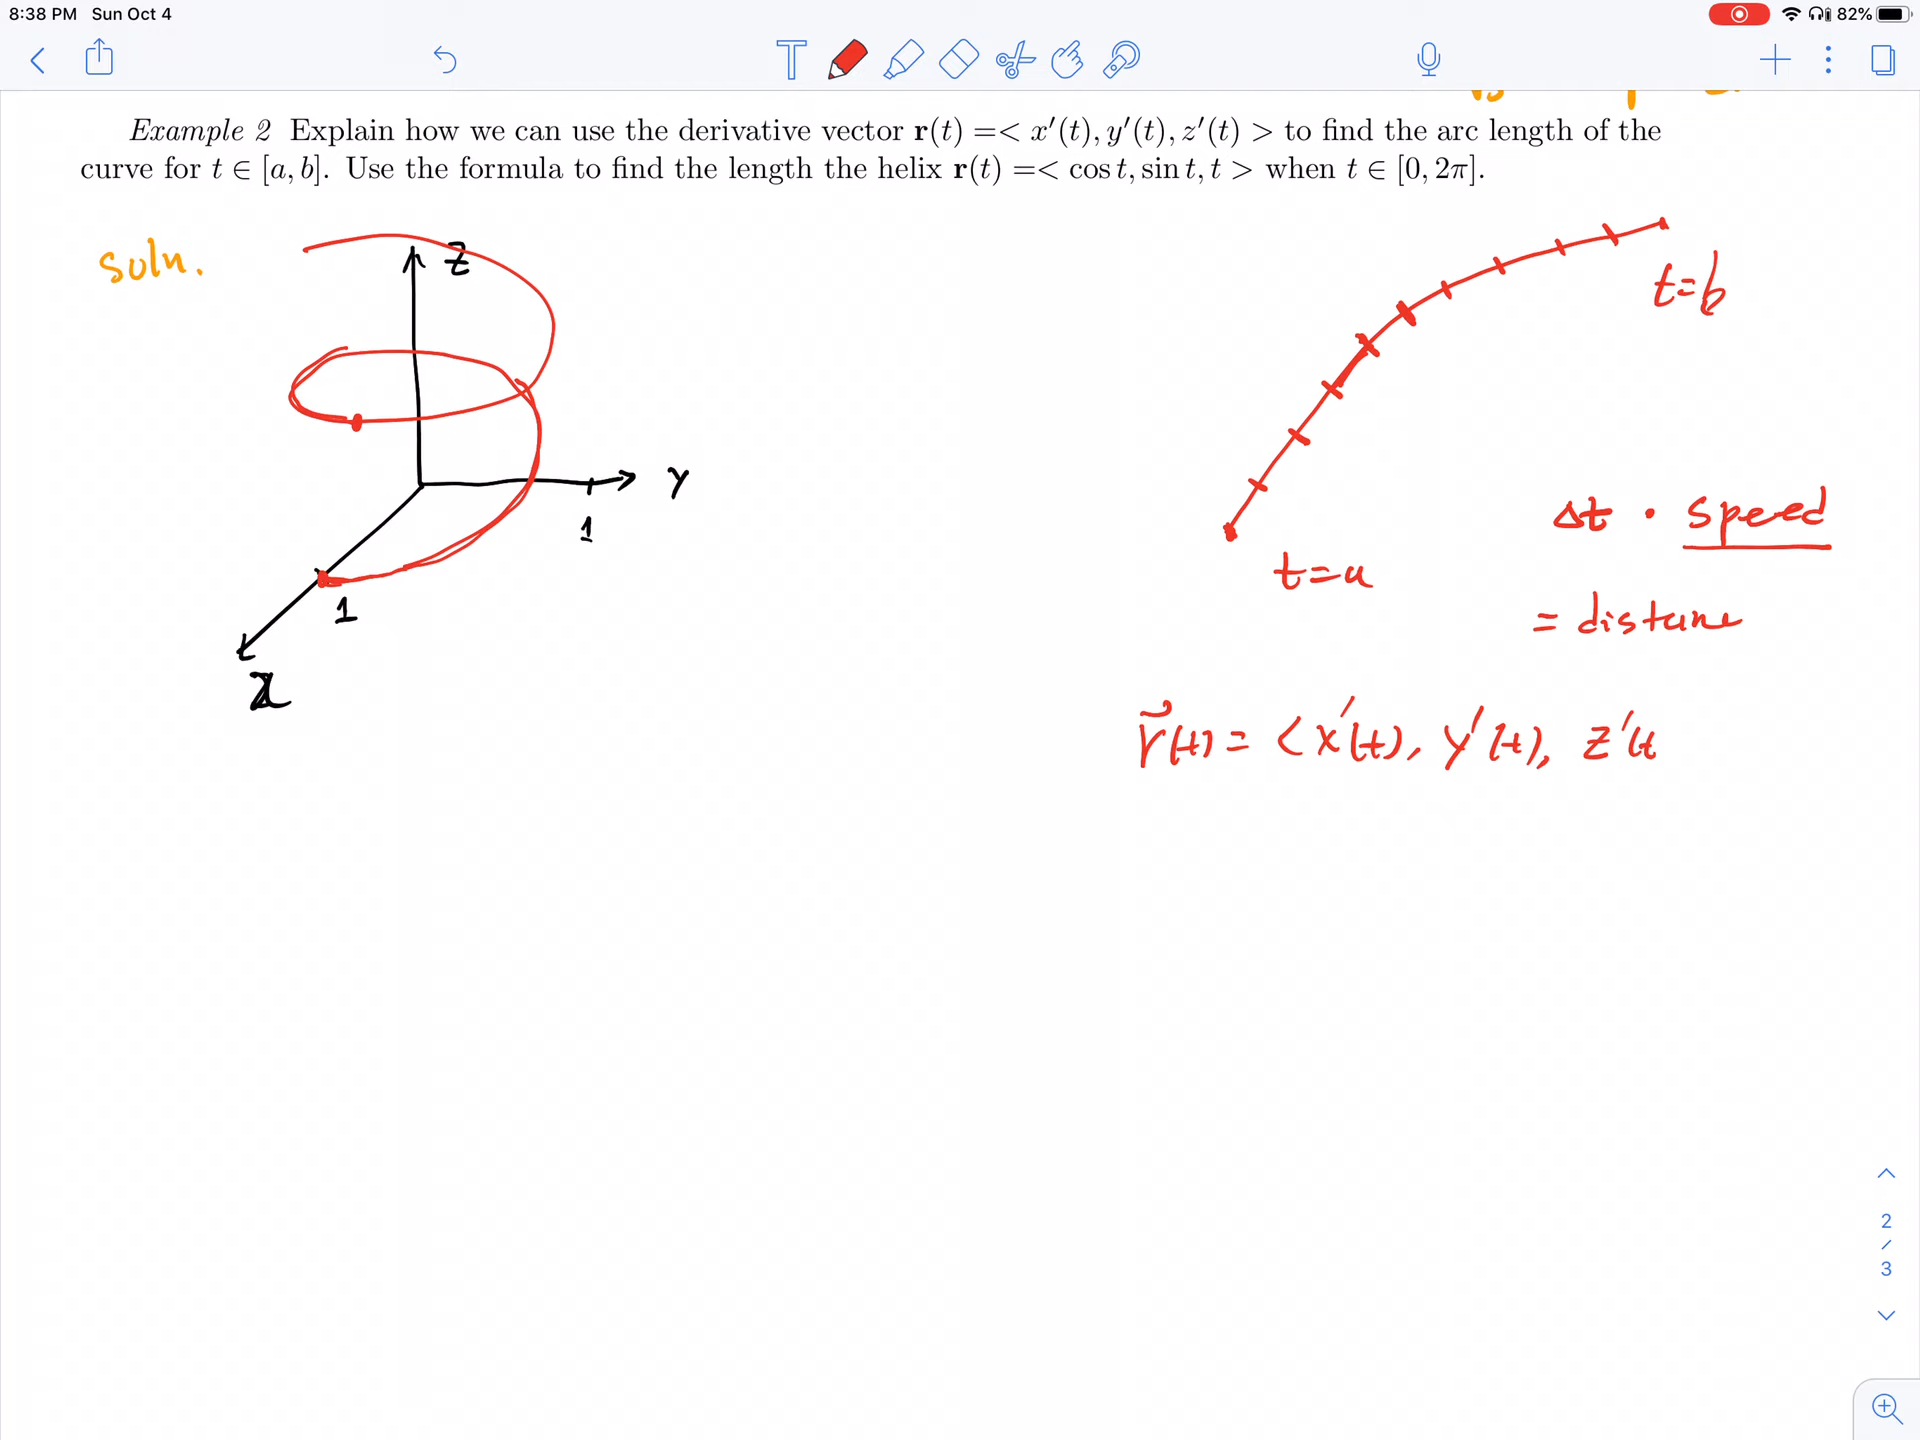 8:38 PM Sun Oct 4 82%
Example 2 Explain how we can use the derivative vector r(t) =< x′(t), y′(t), z′(t) > to find the arc length of the
curve for t ∈ [a, b]. Use the formula to find the length the helix r(t) =< cos t, sin t, t > when t ∈ [0, 2π].
Soln.
z
y
1
1
x
t=b
t=a
Δt · speed
= distance
r⃗(t) = <x′(t), y′(t), z′(t
2
/
3